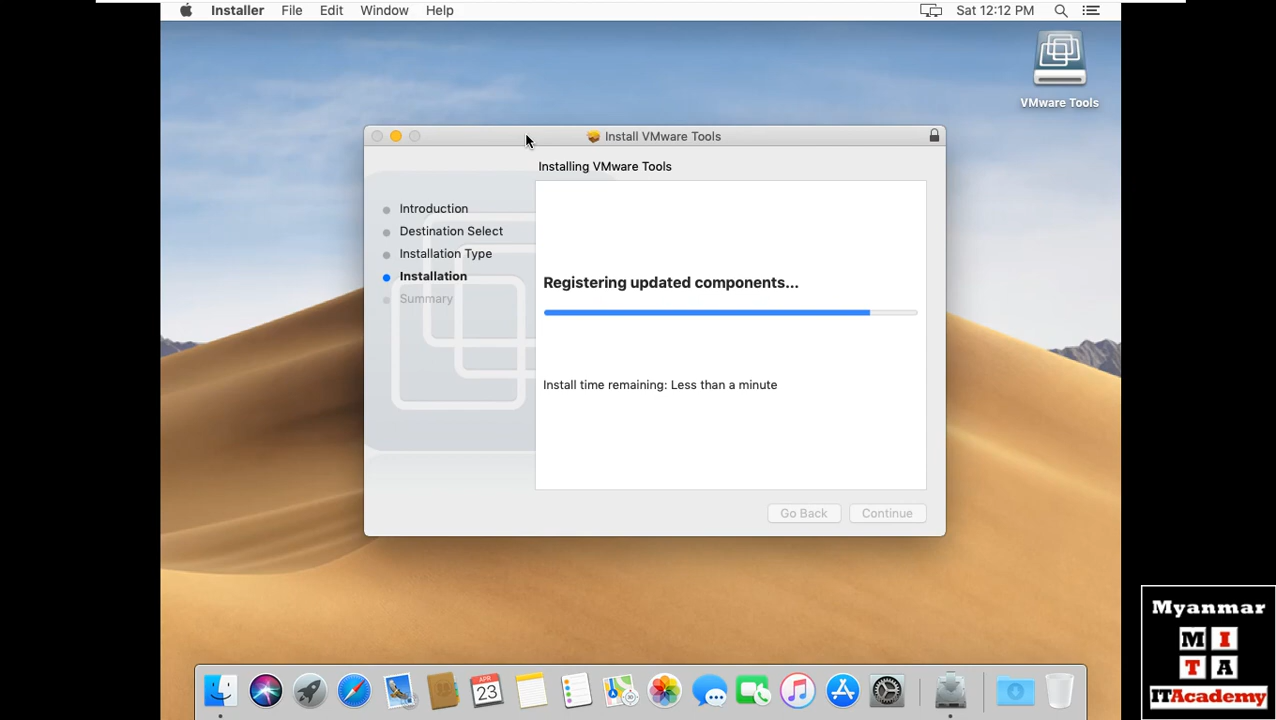 Installer File Edit Window Help Sat 12:12 PM
VMware Tools
Install VMware Tools
Installing VMware Tools
Introduction
Destination Select
Installation Type
Installation
Summary
Registering updated components...
Install time remaining: Less than a minute
Go Back Continue
APR
23
Myanmar
M I
T A
ITAcademy